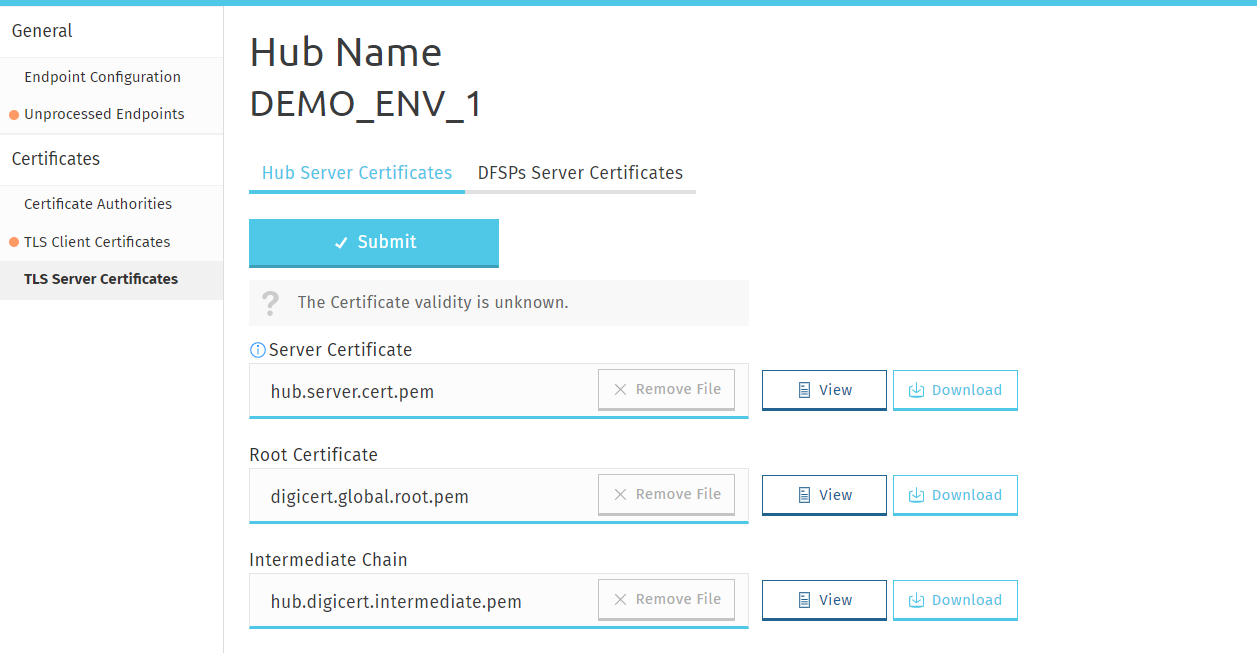 General
Endpoint Configuration
Unprocessed Endpoints
Certificates
Certificate Authorities
TLS Client Certificates
TLS Server Certificates
Hub Name
DEMO_ENV_1
Hub Server Certificates DFSPs Server Certificates
Submit
? The Certificate validity is unknown.
Server Certificate
hub.server.cert.pem Remove File View Download
Root Certificate
digicert.global.root.pem Remove File View Download
Intermediate Chain
hub.digicert.intermediate.pem Remove File View Download